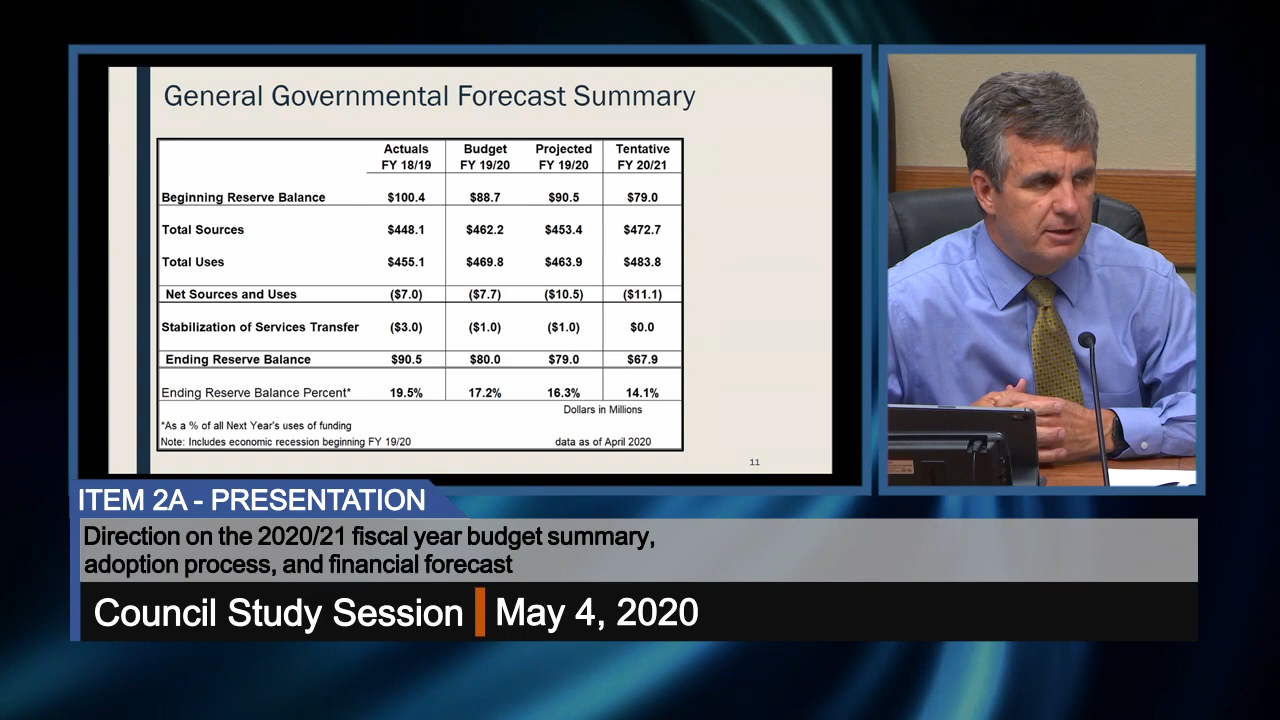 General Governmental Forecast Summary
Actuals Budget Projected Tentative
FY 18/19 FY 19/20 FY 19/20 FY 20/21
Beginning Reserve Balance $100.4 $88.7 $90.5 $79.0
Total Sources $448.1 $462.2 $453.4 $472.7
Total Uses $455.1 $469.8 $463.9 $483.8
Net Sources and Uses ($7.0) ($7.7) ($10.5) ($11.1)
Stabilization of Services Transfer ($3.0) ($1.0) ($1.0) $0.0
Ending Reserve Balance $90.5 $80.0 $79.0 $67.9
Ending Reserve Balance Percent* 19.5% 17.2% 16.3% 14.1%
Dollars in Millions
*As a % of all Next Year's uses of funding
Note: Includes economic recession beginning FY 19/20 data as of April 2020
11
ITEM 2A - PRESENTATION
Direction on the 2020/21 fiscal year budget summary,
adoption process, and financial forecast
Council Study Session May 4, 2020